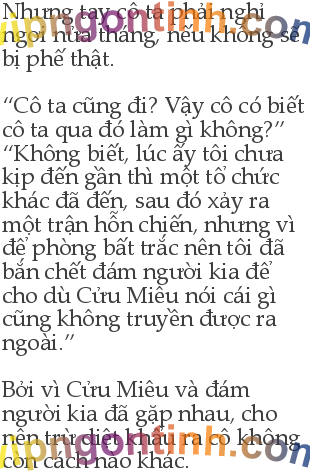 Nhưng tay cô ta phải nghỉ
ngơi nửa tháng, nếu không sẽ
bị phế thật.
“Cô ta cũng đi? Vậy cô có biết
cô ta qua đó làm gì không?”
“Không biết, lúc ấy tôi chưa
kịp đến gần thì một tổ chức
khác đã đến, sau đó xảy ra
một trận hỗn chiến, nhưng vì
để phòng bất trắc nên tôi đã
bắn chết đám người kia để
cho dù Cửu Miêu nói cái gì
cũng không truyền được ra
ngoài.”
Bởi vì Cửu Miêu và đám
người kia đã gặp nhau, cho
nên trừ diệt khẩu ra cô không
còn cách nào khác.
vipngontinh.com
vipngontinh.com